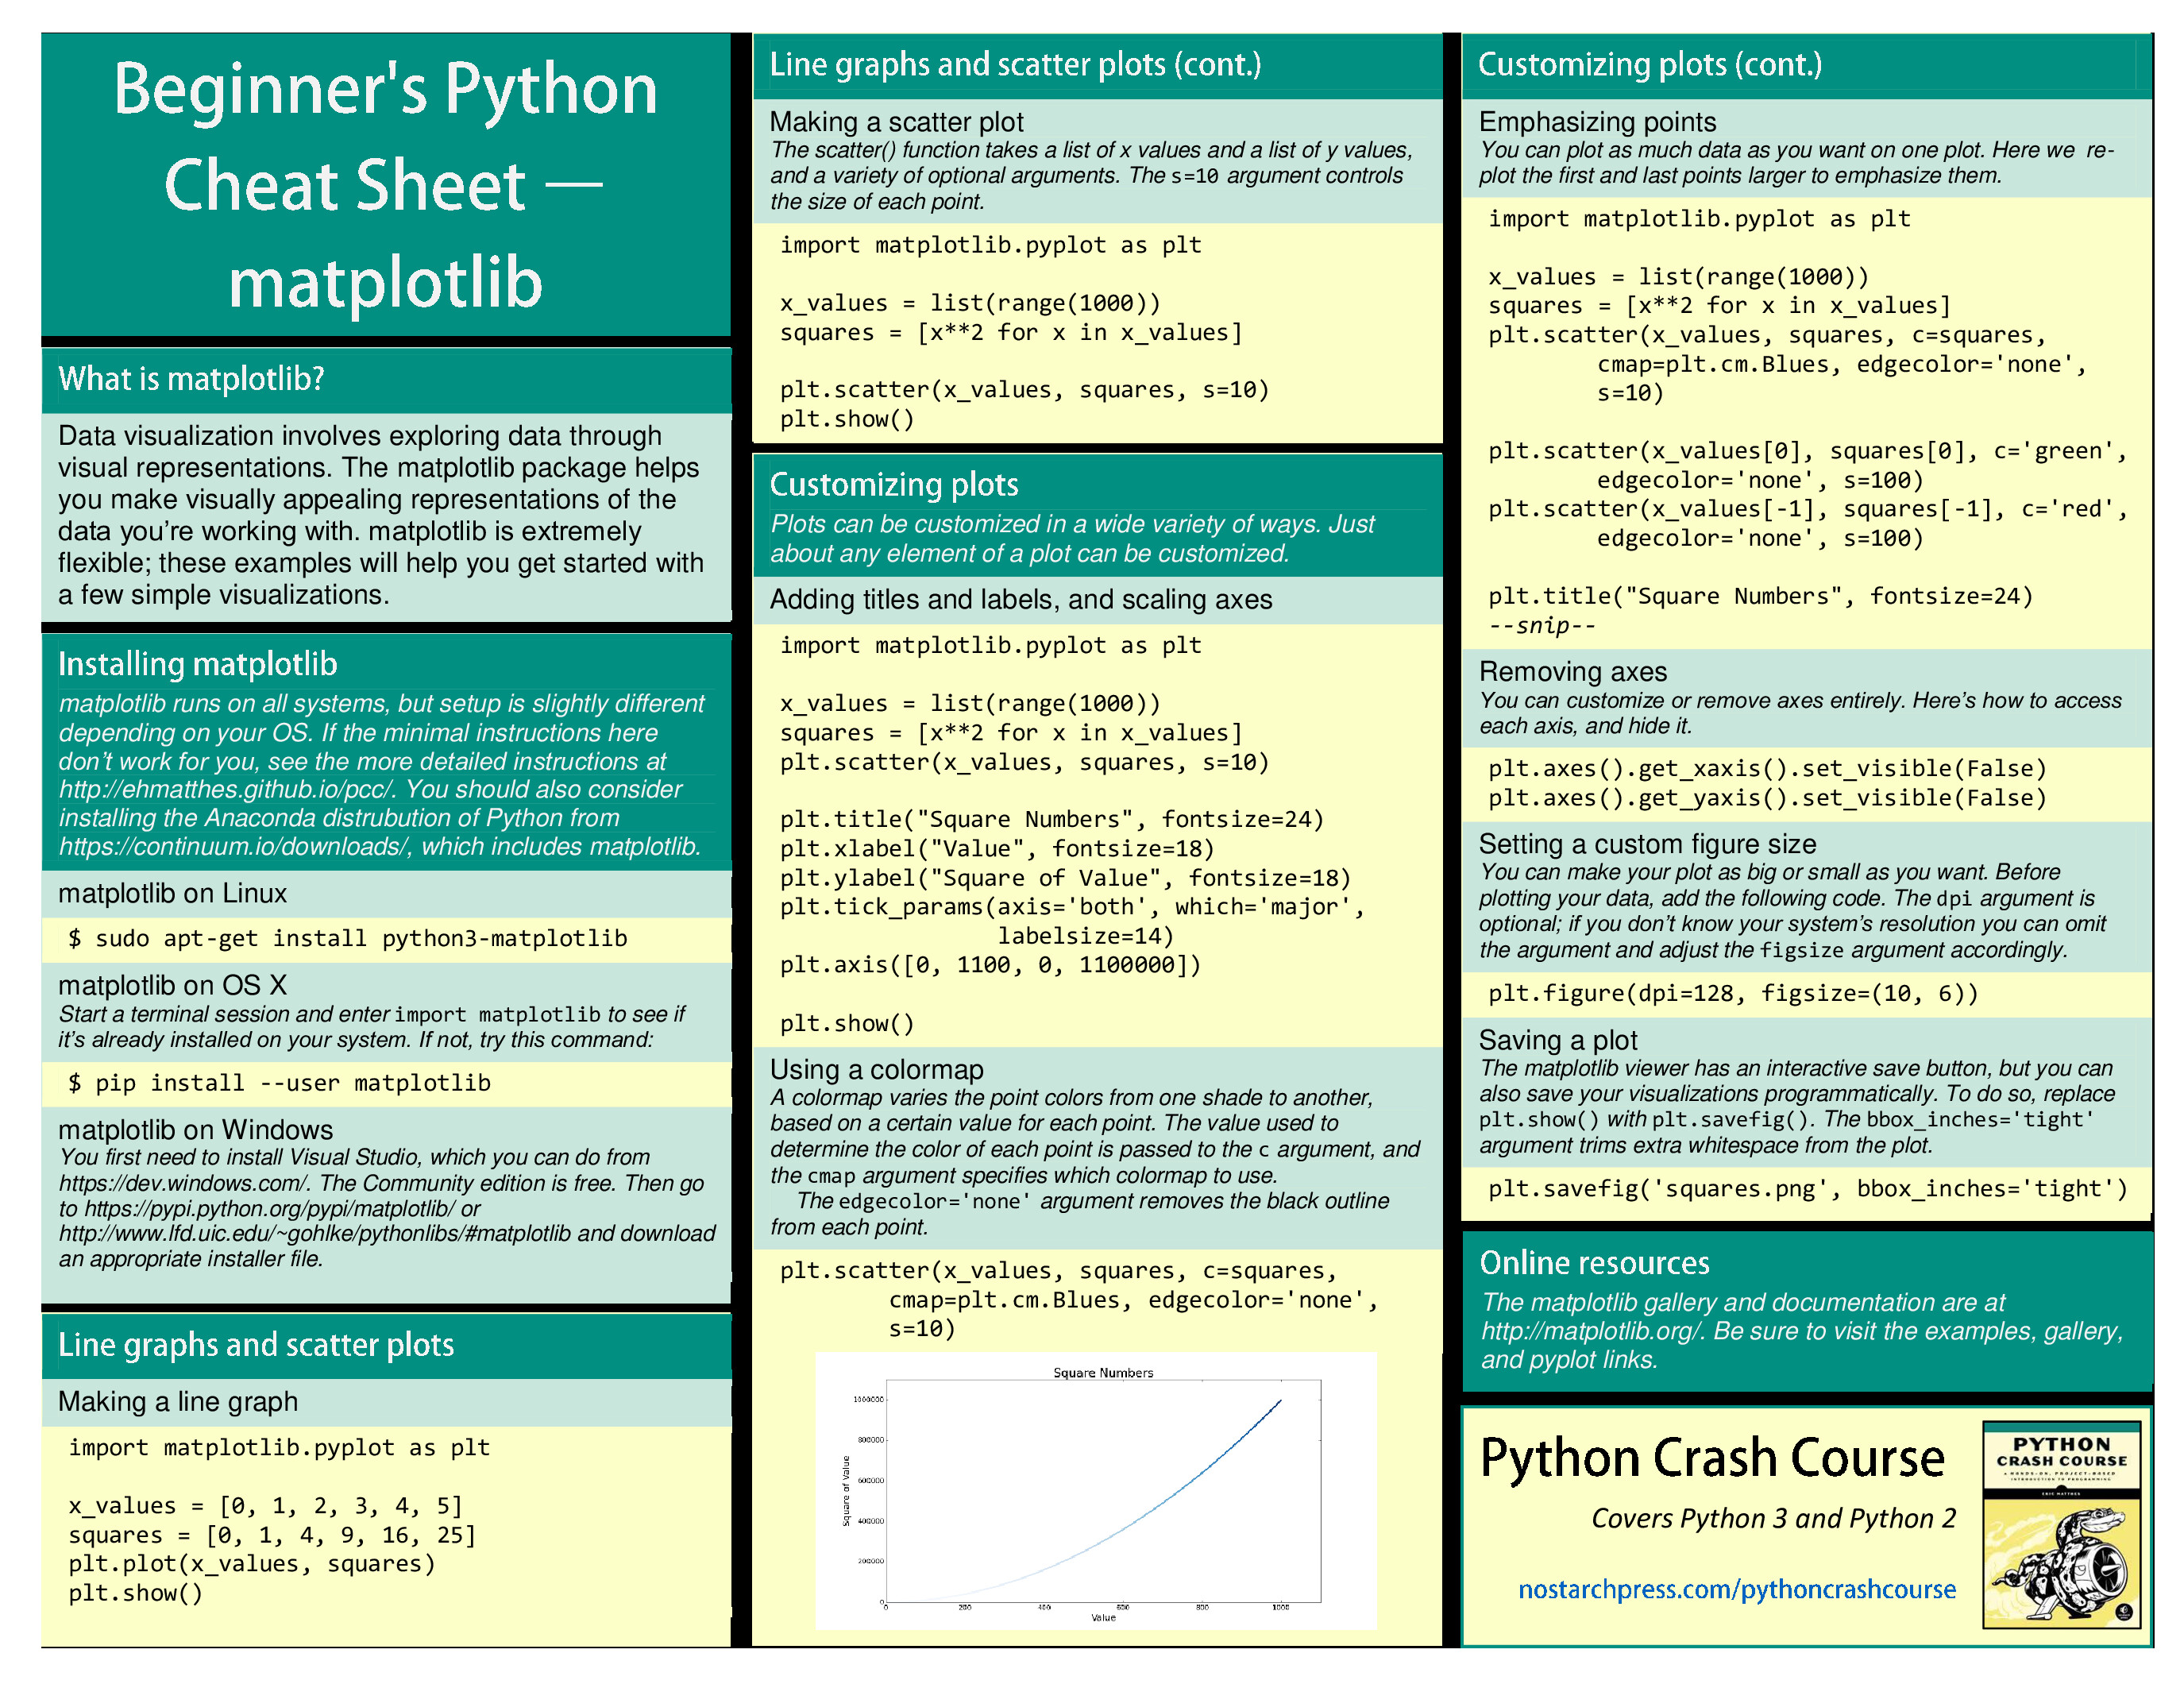 Beginner's Python
Cheat Sheet —
matplotlib
What is matplotlib?
Data visualization involves exploring data through
visual representations. The matplotlib package helps
you make visually appealing representations of the
data you’re working with. matplotlib is extremely
flexible; these examples will help you get started with
a few simple visualizations.
Installing matplotlib
matplotlib runs on all systems, but setup is slightly different
depending on your OS. If the minimal instructions here
don’t work for you, see the more detailed instructions at
http://ehmatthes.github.io/pcc/. You should also consider
installing the Anaconda distrubution of Python from
https://continuum.io/downloads/, which includes matplotlib.
matplotlib on Linux
$ sudo apt-get install python3-matplotlib
matplotlib on OS X
Start a terminal session and enter import matplotlib to see if
it’s already installed on your system. If not, try this command:
$ pip install --user matplotlib
matplotlib on Windows
You first need to install Visual Studio, which you can do from
https://dev.windows.com/. The Community edition is free. Then go
to https://pypi.python.org/pypi/matplotlib/ or
http://www.lfd.uic.edu/~gohlke/pythonlibs/#matplotlib and download
an appropriate installer file.
Line graphs and scatter plots
Making a line graph
import matplotlib.pyplot as plt
x_values = [0, 1, 2, 3, 4, 5]
squares = [0, 1, 4, 9, 16, 25]
plt.plot(x_values, squares)
plt.show()
Line graphs and scatter plots (cont.)
Making a scatter plot
The scatter() function takes a list of x values and a list of y values,
and a variety of optional arguments. The s=10 argument controls
the size of each point.
import matplotlib.pyplot as plt
x_values = list(range(1000))
squares = [x**2 for x in x_values]
plt.scatter(x_values, squares, s=10)
plt.show()
Customizing plots
Plots can be customized in a wide variety of ways. Just
about any element of a plot can be customized.
Adding titles and labels, and scaling axes
import matplotlib.pyplot as plt
x_values = list(range(1000))
squares = [x**2 for x in x_values]
plt.scatter(x_values, squares, s=10)
plt.title("Square Numbers", fontsize=24)
plt.xlabel("Value", fontsize=18)
plt.ylabel("Square of Value", fontsize=18)
plt.tick_params(axis='both', which='major',
labelsize=14)
plt.axis([0, 1100, 0, 1100000])
plt.show()
Using a colormap
A colormap varies the point colors from one shade to another,
based on a certain value for each point. The value used to
determine the color of each point is passed to the c argument, and
the cmap argument specifies which colormap to use.
The edgecolor='none' argument removes the black outline
from each point.
plt.scatter(x_values, squares, c=squares,
cmap=plt.cm.Blues, edgecolor='none',
s=10)
Square Numbers
1000000
800000
600000
400000
200000
0
Square of Value
0 200 400 600 800 1000
Value
Customizing plots (cont.)
Emphasizing points
You can plot as much data as you want on one plot. Here we re-
plot the first and last points larger to emphasize them.
import matplotlib.pyplot as plt
x_values = list(range(1000))
squares = [x**2 for x in x_values]
plt.scatter(x_values, squares, c=squares,
cmap=plt.cm.Blues, edgecolor='none',
s=10)
plt.scatter(x_values[0], squares[0], c='green',
edgecolor='none', s=100)
plt.scatter(x_values[-1], squares[-1], c='red',
edgecolor='none', s=100)
plt.title("Square Numbers", fontsize=24)
--snip--
Removing axes
You can customize or remove axes entirely. Here’s how to access
each axis, and hide it.
plt.axes().get_xaxis().set_visible(False)
plt.axes().get_yaxis().set_visible(False)
Setting a custom figure size
You can make your plot as big or small as you want. Before
plotting your data, add the following code. The dpi argument is
optional; if you don’t know your system’s resolution you can omit
the argument and adjust the figsize argument accordingly.
plt.figure(dpi=128, figsize=(10, 6))
Saving a plot
The matplotlib viewer has an interactive save button, but you can
also save your visualizations programmatically. To do so, replace
plt.show() with plt.savefig(). The bbox_inches='tight'
argument trims extra whitespace from the plot.
plt.savefig('squares.png', bbox_inches='tight')
Online resources
The matplotlib gallery and documentation are at
http://matplotlib.org/. Be sure to visit the examples, gallery,
and pyplot links.
Python Crash Course
Covers Python 3 and Python 2
nostarchpress.com/pythoncrashcourse
PYTHON
CRASH COURSE
A HANDS-ON, PROJECT-BASED
INTRODUCTION TO PROGRAMMING
ERIC MATTHES